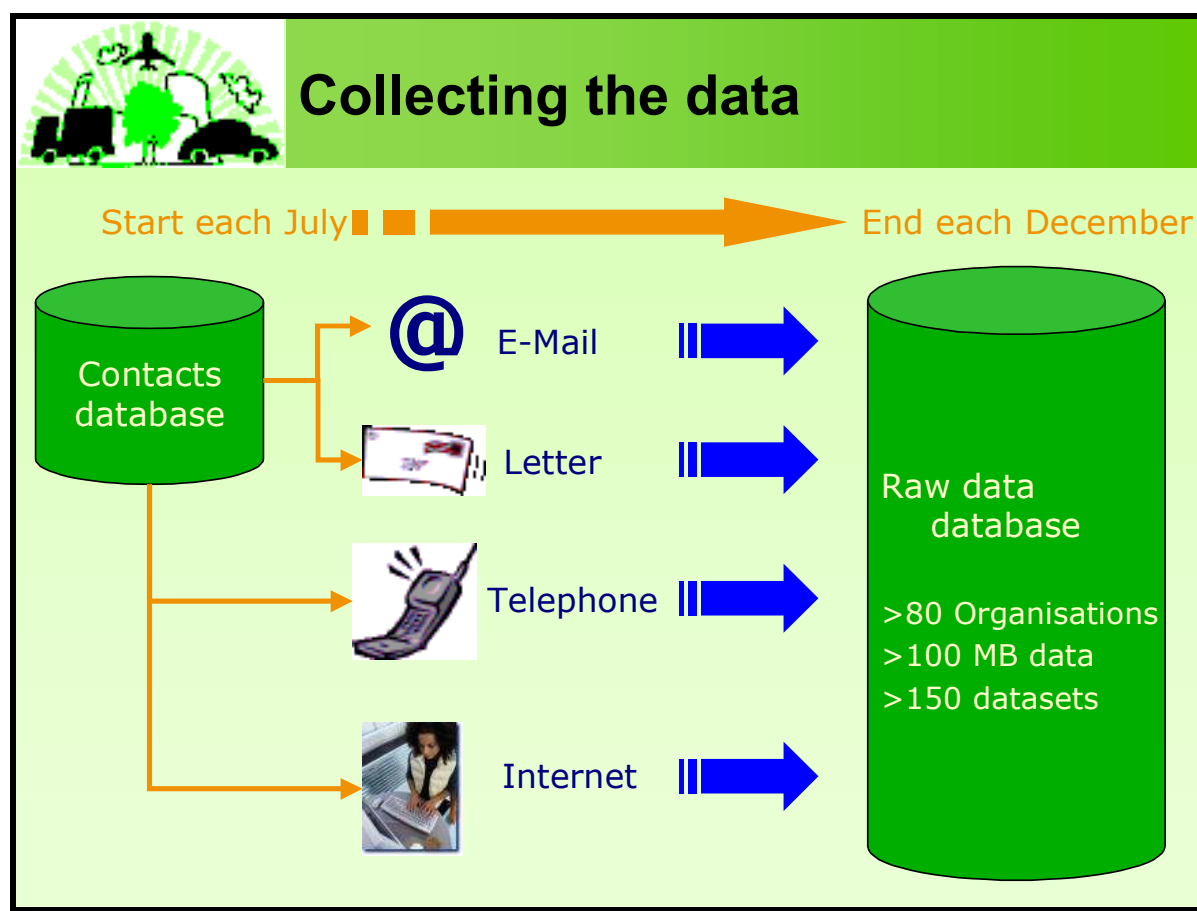 Collecting the data
Start each July
End each December
Contacts
database
@
E-Mail
Letter
Telephone
Internet
Raw data
database
>80 Organisations
>100 MB data
>150 datasets